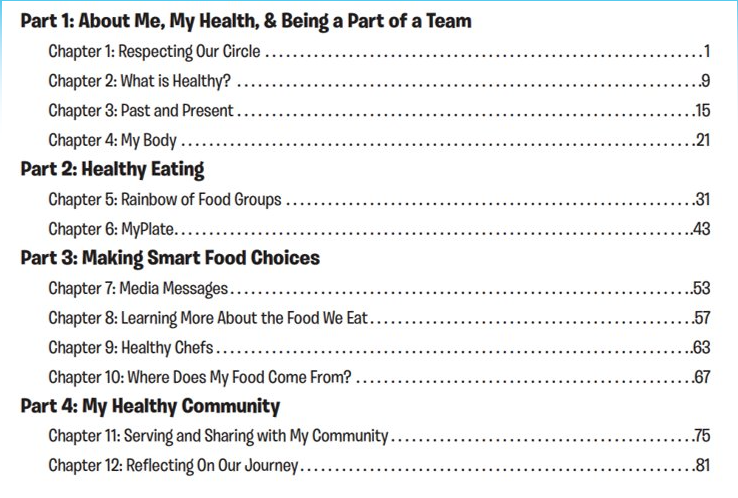 Part 1: About Me, My Health, & Being a Part of a Team
Chapter 1: Respecting Our Circle ........................................................................1
Chapter 2: What is Healthy? ..............................................................................9
Chapter 3: Past and Present .............................................................................15
Chapter 4: My Body ......................................................................................21
Part 2: Healthy Eating
Chapter 5: Rainbow of Food Groups .....................................................................31
Chapter 6: MyPlate.......................................................................................43
Part 3: Making Smart Food Choices
Chapter 7: Media Messages..............................................................................53
Chapter 8: Learning More About the Food We Eat......................................................57
Chapter 9: Healthy Chefs................................................................................63
Chapter 10: Where Does My Food Come From? ........................................................67
Part 4: My Healthy Community
Chapter 11: Serving and Sharing with My Community...................................................75
Chapter 12: Reflecting On Our Journey..................................................................81